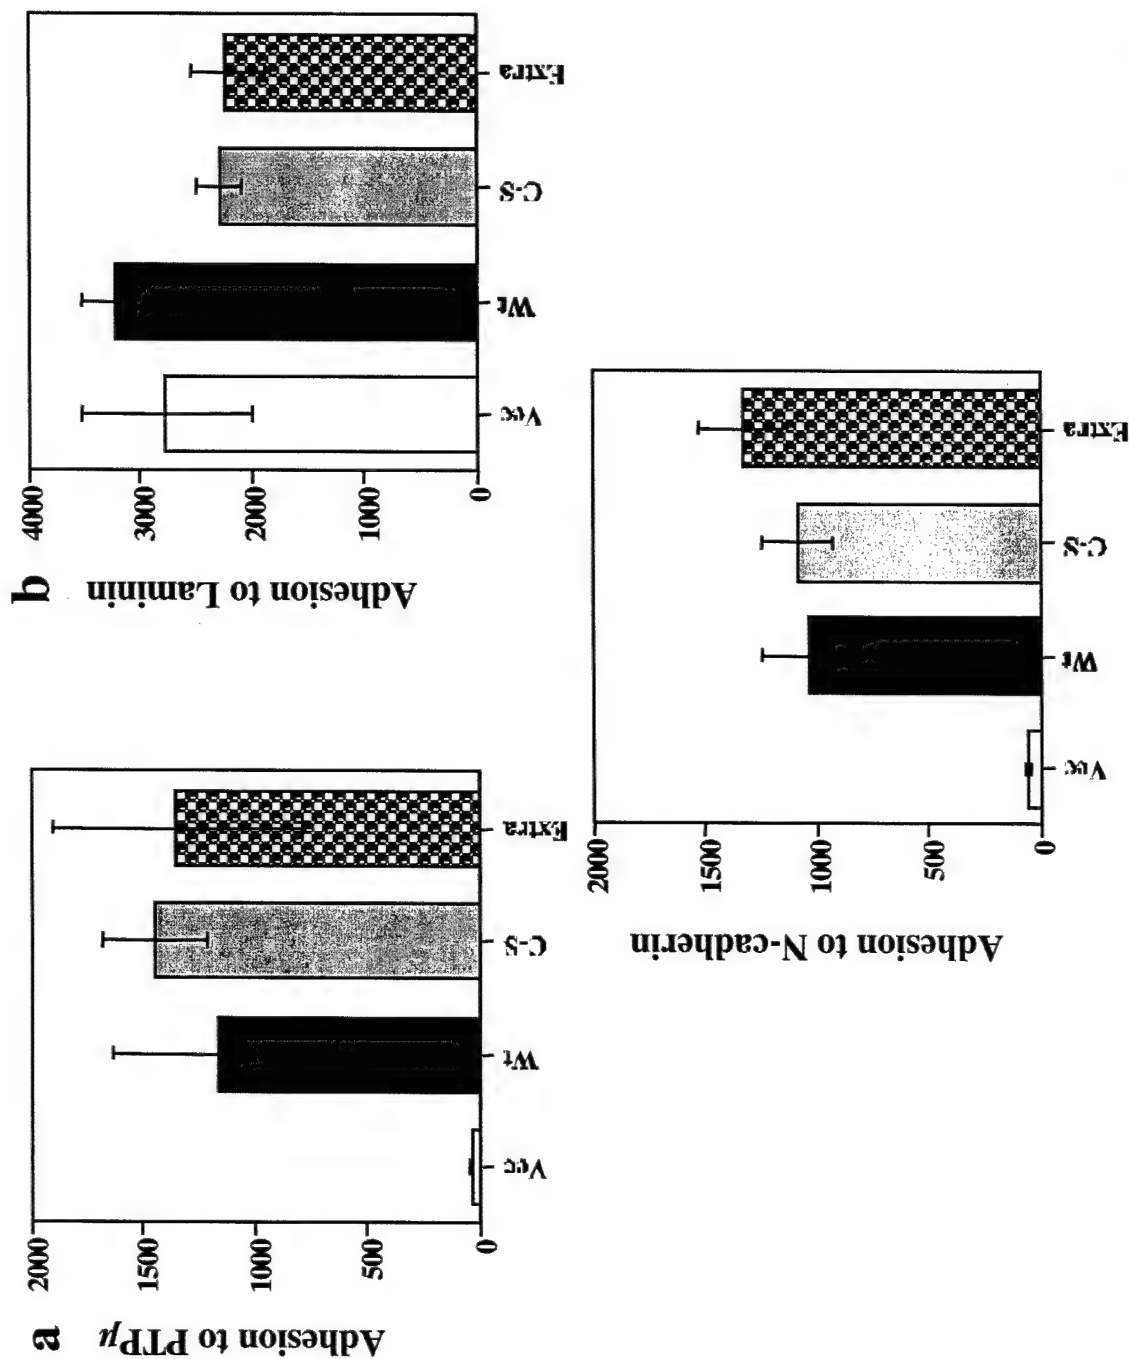 a
Adhesion to PTPμ
2000
1500
1000
500
0
Vec
Wt
C-S
Extra
b
Adhesion to Laminin
4000
3000
2000
1000
0
Vec
Wt
C-S
Extra
Adhesion to N-cadherin
2000
1500
1000
500
0
Vec
Wt
C-S
Extra